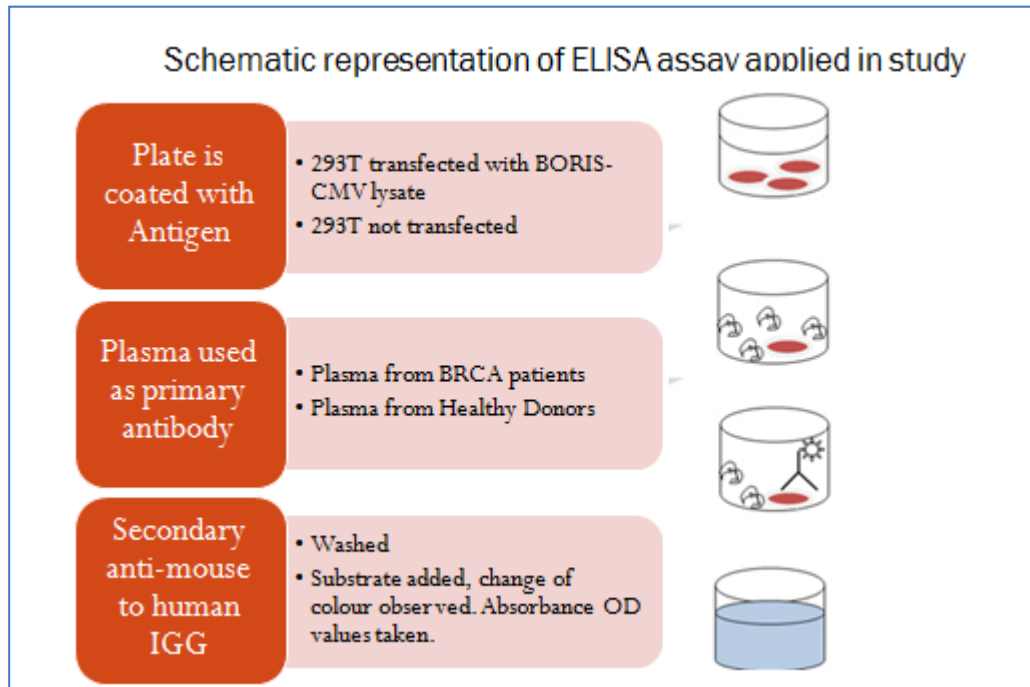 Schematic representation of ELISA assay applied in study
Plate is
coated with
Antigen
• 293T transfected with BORIS-
CMV lysate
• 293T not transfected
Plasma used
as primary
antibody
• Plasma from BRCA patients
• Plasma from Healthy Donors
Secondary
anti-mouse
to human
IGG
• Washed
• Substrate added, change of
colour observed. Absorbance OD
values taken.